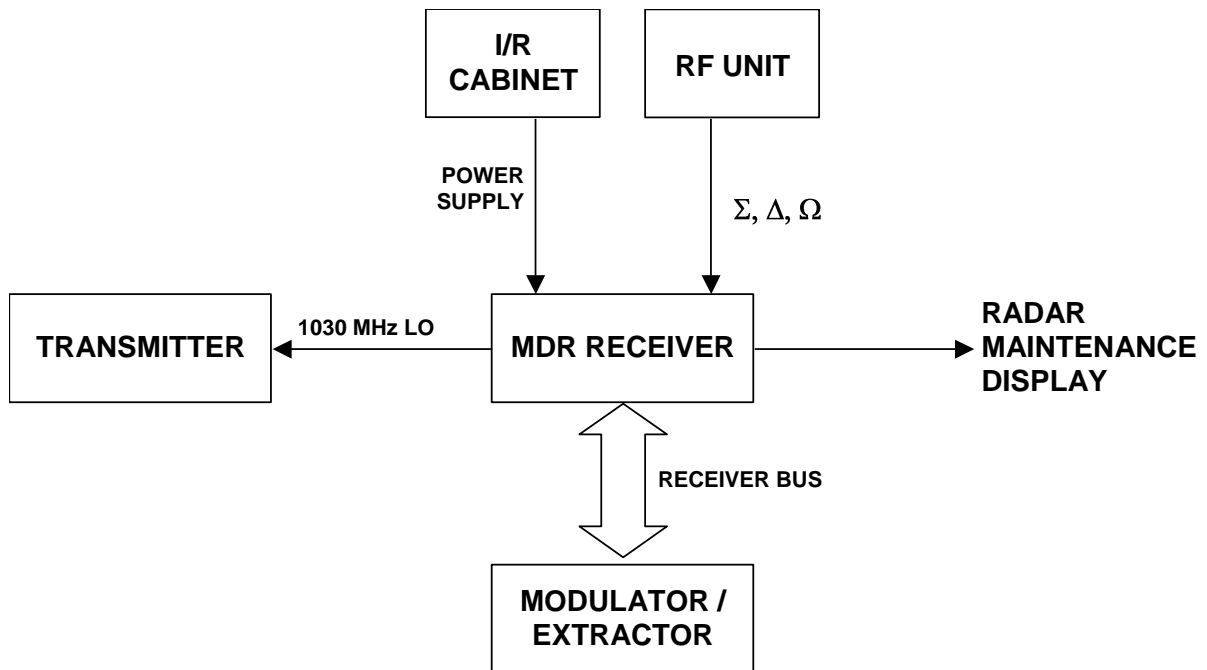 I/R
CABINET
RF UNIT
POWER
SUPPLY
Σ, Δ, Ω
TRANSMITTER
1030 MHz LO
MDR RECEIVER
RADAR
MAINTENANCE
DISPLAY
RECEIVER BUS
MODULATOR /
EXTRACTOR